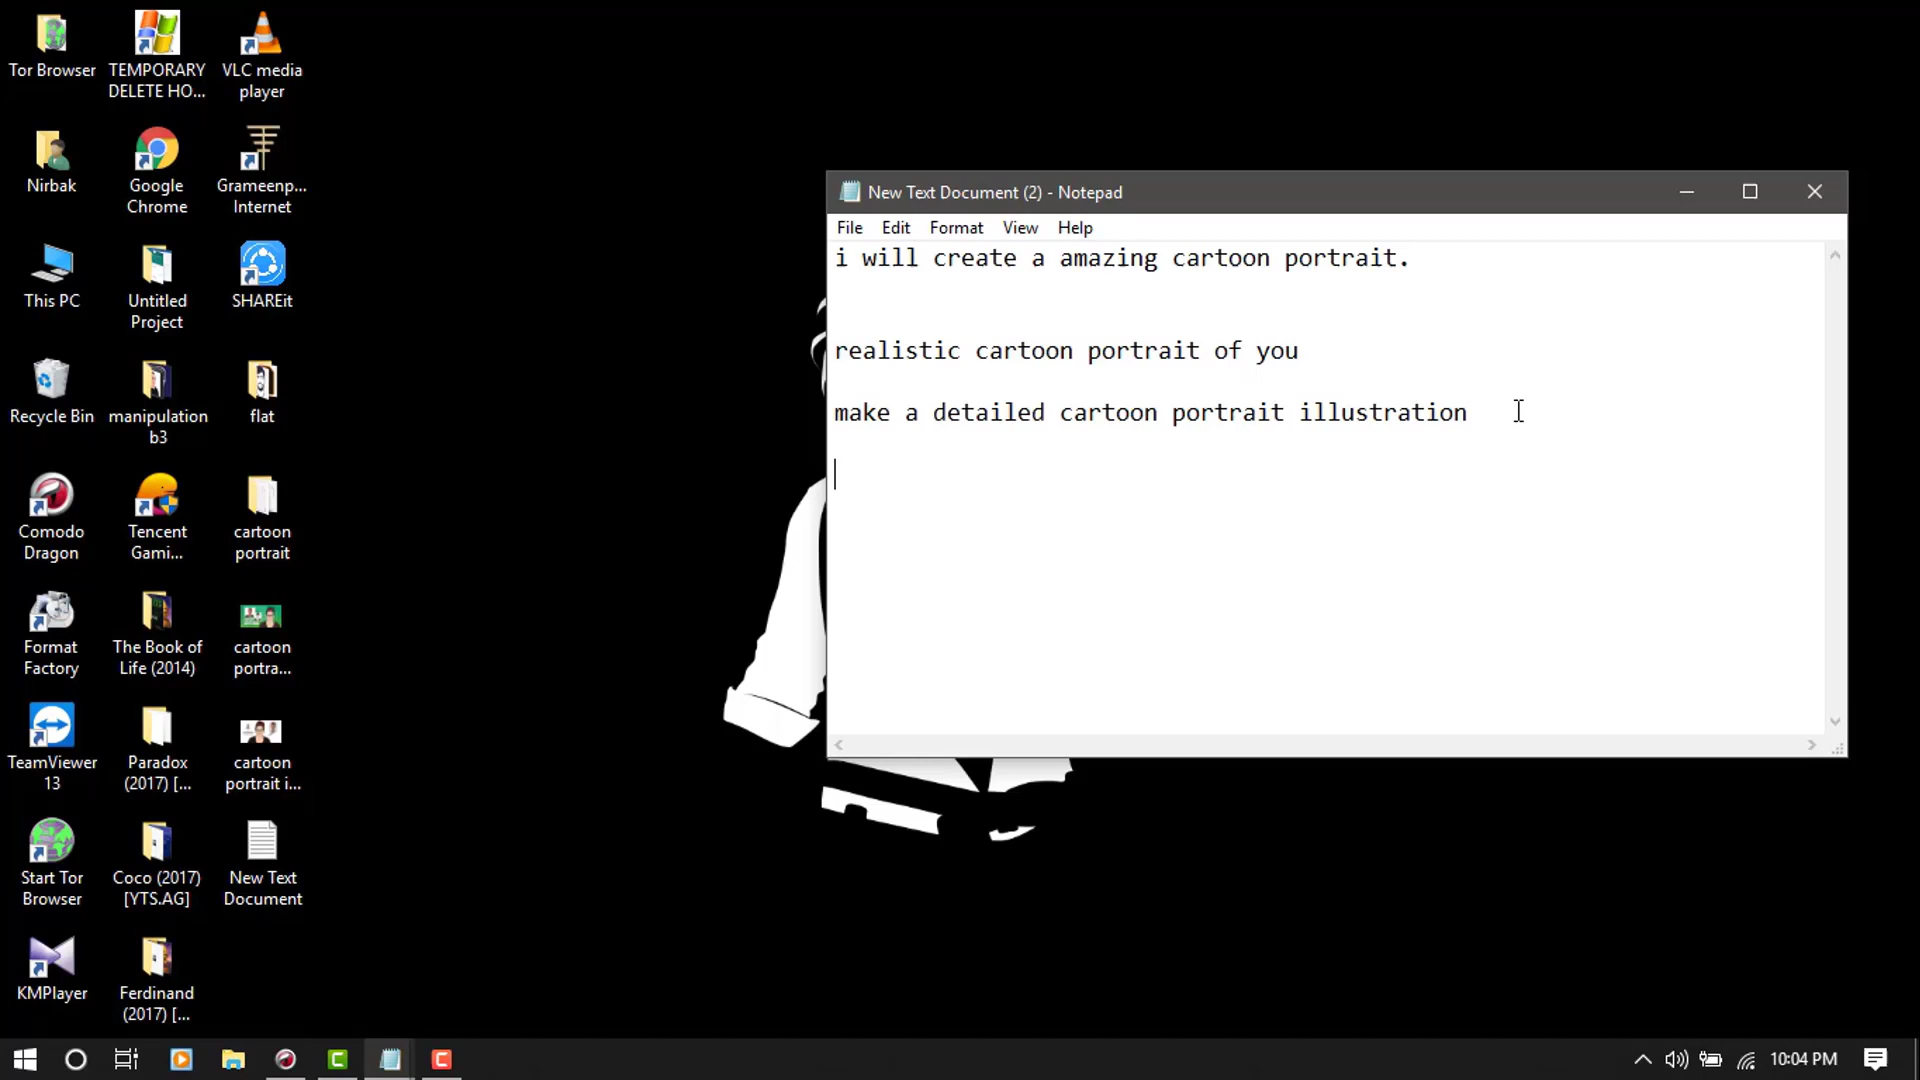 Tor Browser
TEMPORARY
DELETE HO...
VLC media
player
Nirbak
Google
Chrome
Grameenp...
Internet
This PC
Untitled
Project
SHAREit
Recycle Bin
manipulation
b3
flat
Comodo
Dragon
Tencent
Gami...
cartoon
portrait
Format
Factory
The Book of
Life (2014)
cartoon
portra...
TeamViewer
13
Paradox
(2017) [...
cartoon
portrait i...
Start Tor
Browser
Coco (2017)
[YTS.AG]
New Text
Document
KMPlayer
Ferdinand
(2017) [...
New Text Document (2) - Notepad
File Edit Format View Help
i will create a amazing cartoon portrait.
realistic cartoon portrait of you
make a detailed cartoon portrait illustration
10:04 PM